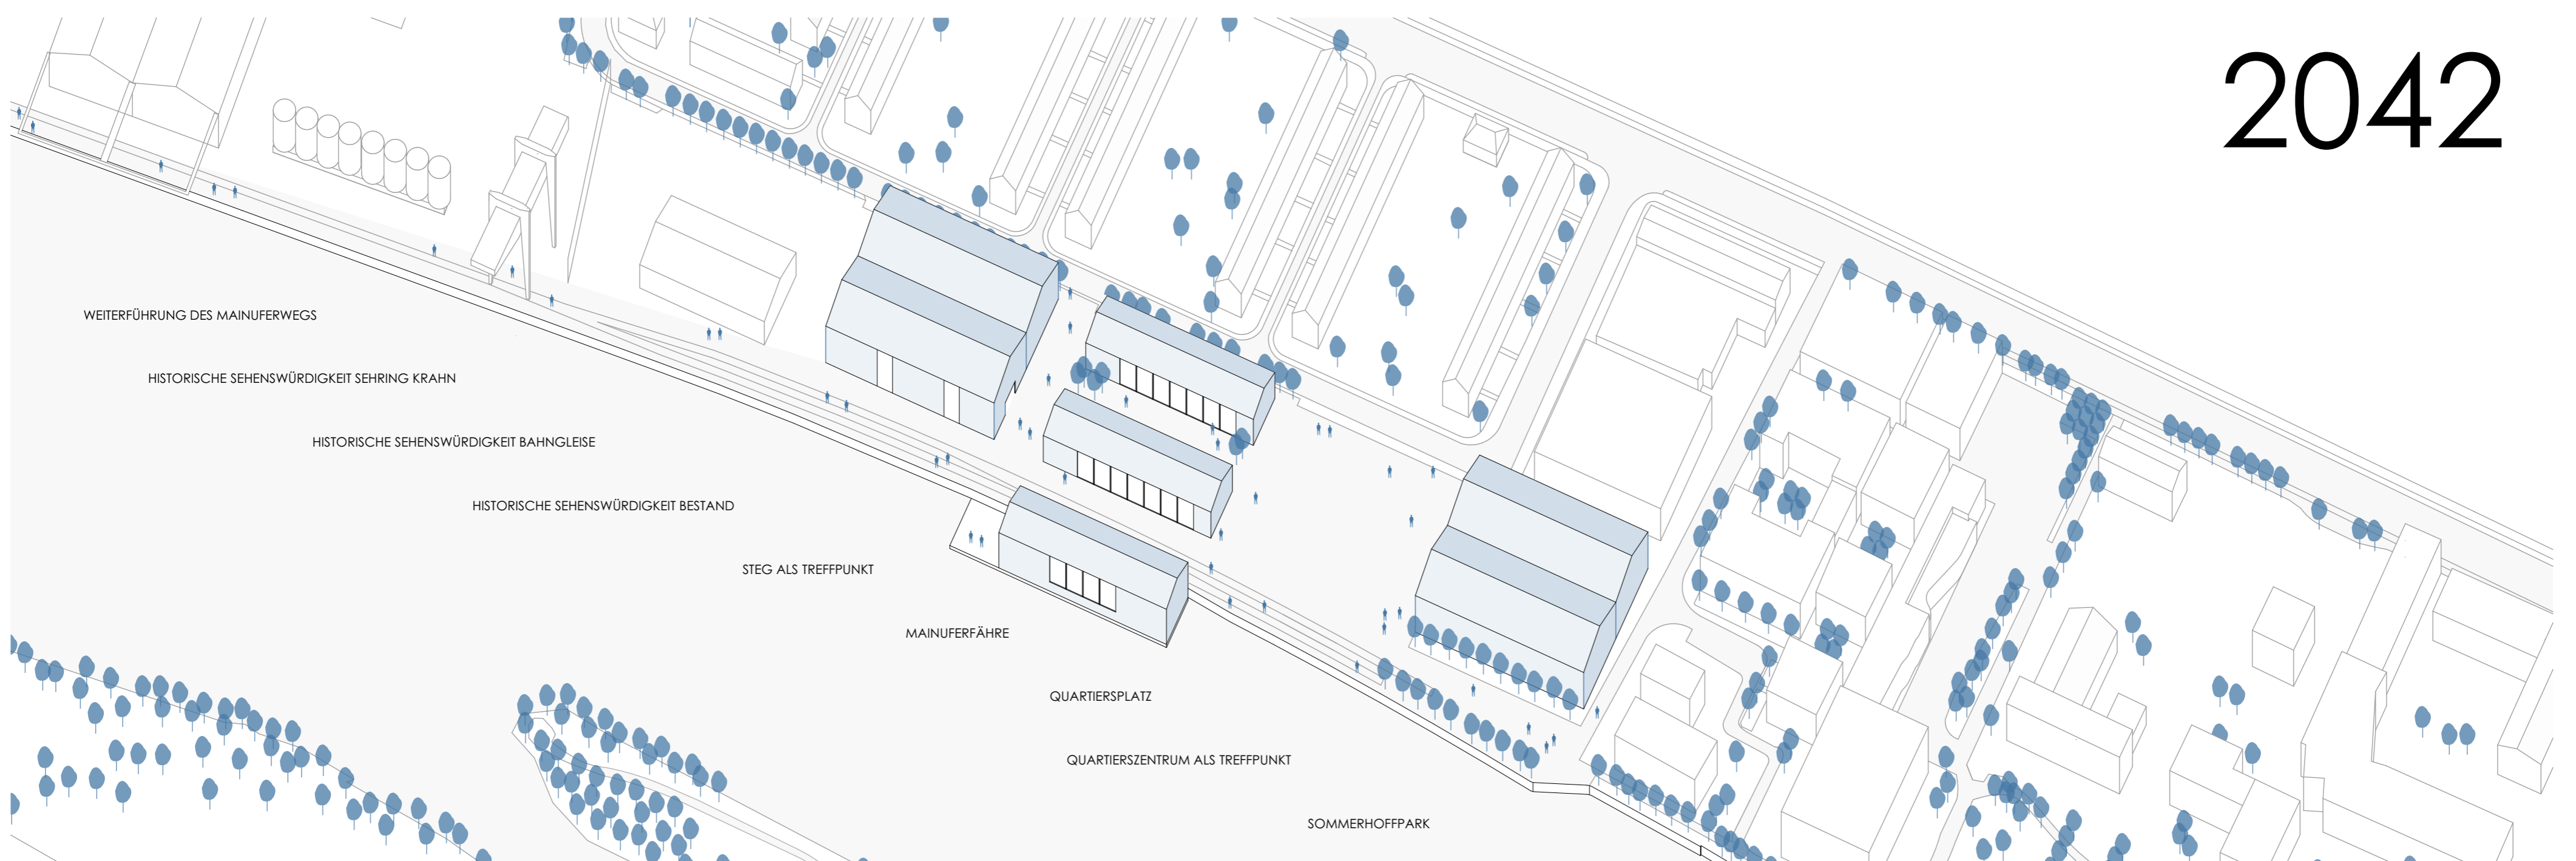 2042
WEITERFÜHRUNG DES MAINUFERWEGS
HISTORISCHE SEHENSWÜRDIGKEIT SEHRING KRAHN
HISTORISCHE SEHENSWÜRDIGKEIT BAHNGLEISE
HISTORISCHE SEHENSWÜRDIGKEIT BESTAND
STEG ALS TREFFPUNKT
MAINUFERFÄHRE
QUARTIERSPLATZ
QUARTIERSZENTRUM ALS TREFFPUNKT
SOMMERHOFFPARK